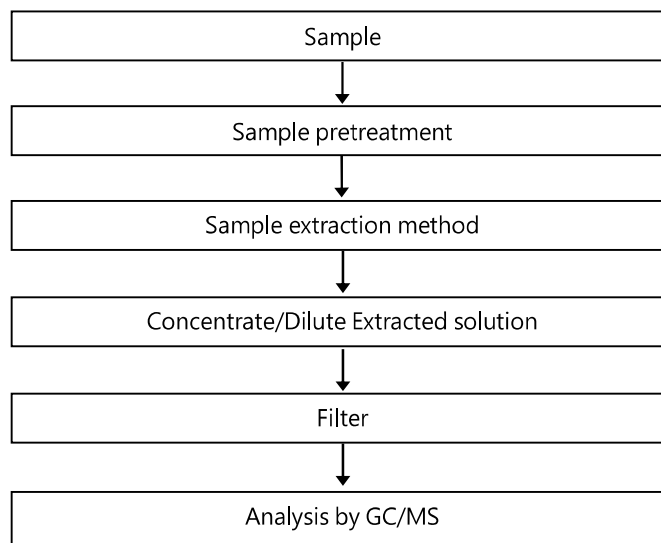 Sample
Sample pretreatment
Sample extraction method
Concentrate/Dilute Extracted solution
Filter
Analysis by GC/MS